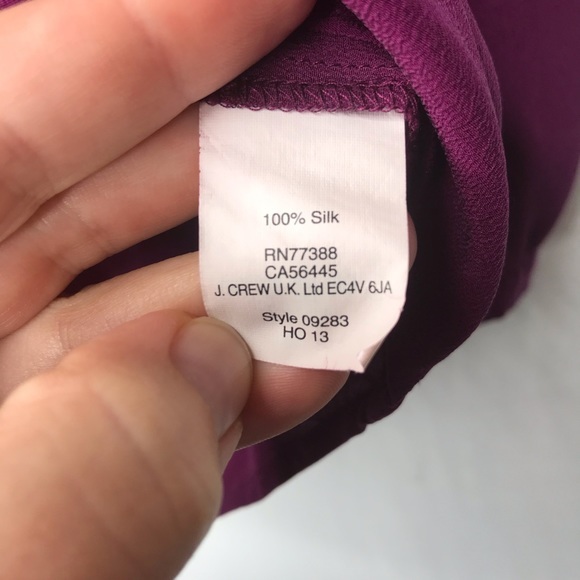 100% Silk
RN77388
CA56445
J. CREW U.K. Ltd EC4V 6JA
Style 09283
HO 13